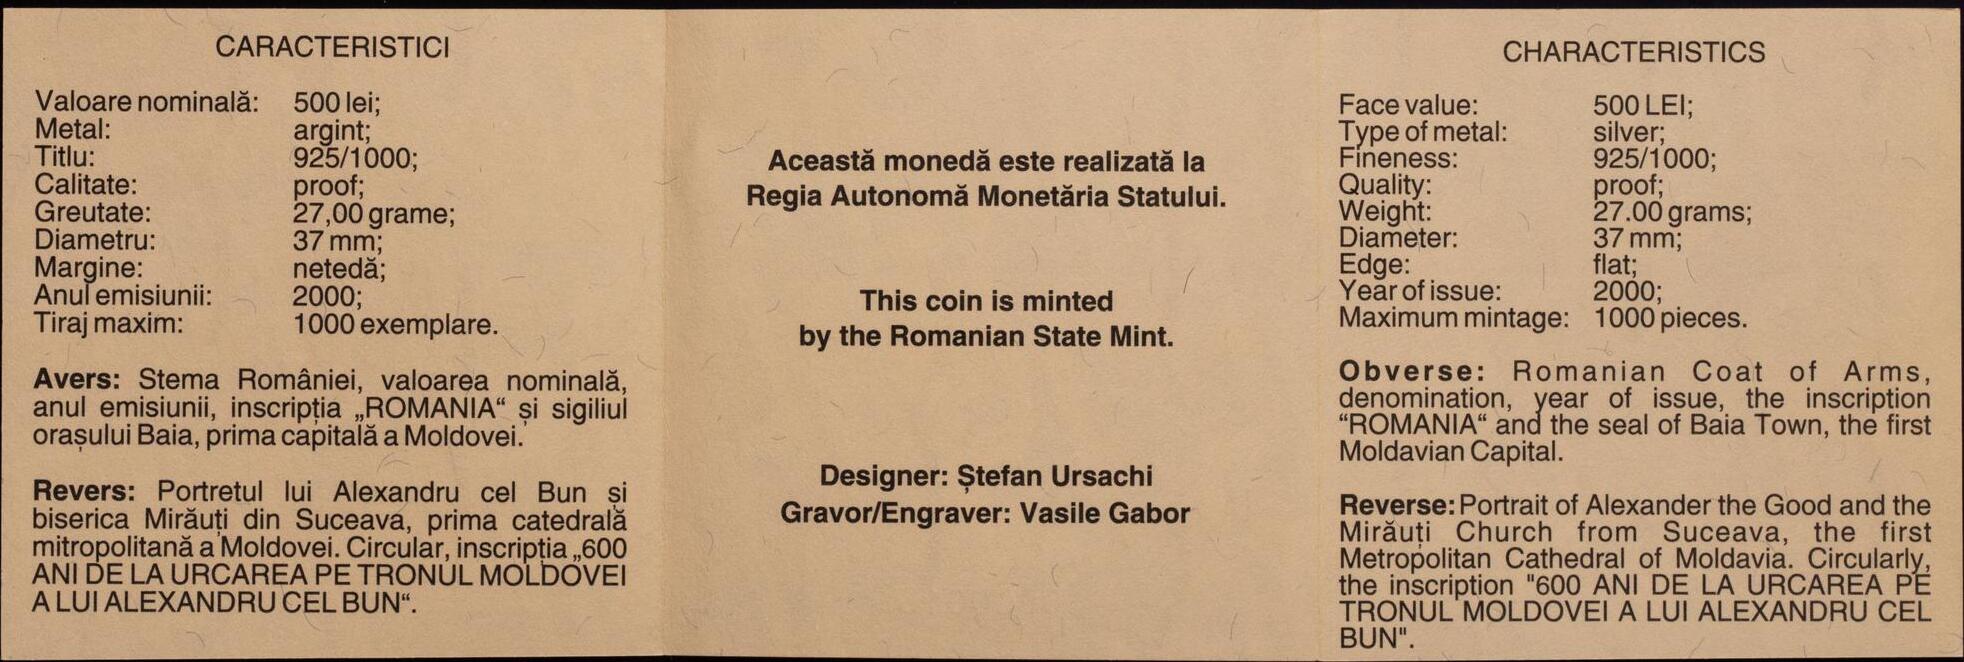 CARACTERISTICI
Valoare nominală: 500 lei;
Metal: argint;
Titlu: 925/1000;
Calitate: proof;
Greutate: 27,00 grame;
Diametru: 37 mm;
Margine: netedă;
Anul emisiunii: 2000;
Tiraj maxim: 1000 exemplare.
Avers: Stema României, valoarea nominală,
anul emisiunii, inscripția „ROMANIA“ și sigiliul
orașului Baia, prima capitală a Moldovei.
Revers: Portretul lui Alexandru cel Bun și
biserica Mirăuți din Suceava, prima catedrală
mitropolitană a Moldovei. Circular, inscripția „600
ANI DE LA URCAREA PE TRONUL MOLDOVEI
A LUI ALEXANDRU CEL BUN“.
Această monedă este realizată la
Regia Autonomă Monetăria Statului.
This coin is minted
by the Romanian State Mint.
Designer: Ștefan Ursachi
Gravor/Engraver: Vasile Gabor
CHARACTERISTICS
Face value: 500 LEI;
Type of metal: silver;
Fineness: 925/1000;
Quality: proof;
Weight: 27.00 grams;
Diameter: 37 mm;
Edge: flat;
Year of issue: 2000;
Maximum mintage: 1000 pieces.
Obverse: Romanian Coat of Arms,
denomination, year of issue, the inscription
“ROMANIA“ and the seal of Baia Town, the first
Moldavian Capital.
Reverse: Portrait of Alexander the Good and the
Mirăuți Church from Suceava, the first
Metropolitan Cathedral of Moldavia. Circularly,
the inscription "600 ANI DE LA URCAREA PE
TRONUL MOLDOVEI A LUI ALEXANDRU CEL
BUN".